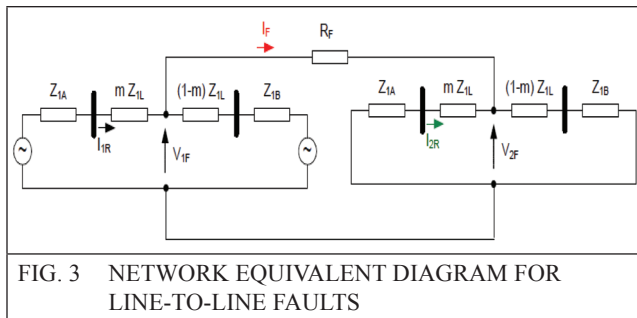 I_F R_F
Z_1A m Z_1L (1-m) Z_1L Z_1B Z_1A m Z_1L (1-m) Z_1L Z_1B
I_1R V_1F I_2R V_2F
~ ~
FIG. 3 NETWORK EQUIVALENT DIAGRAM FOR
LINE-TO-LINE FAULTS